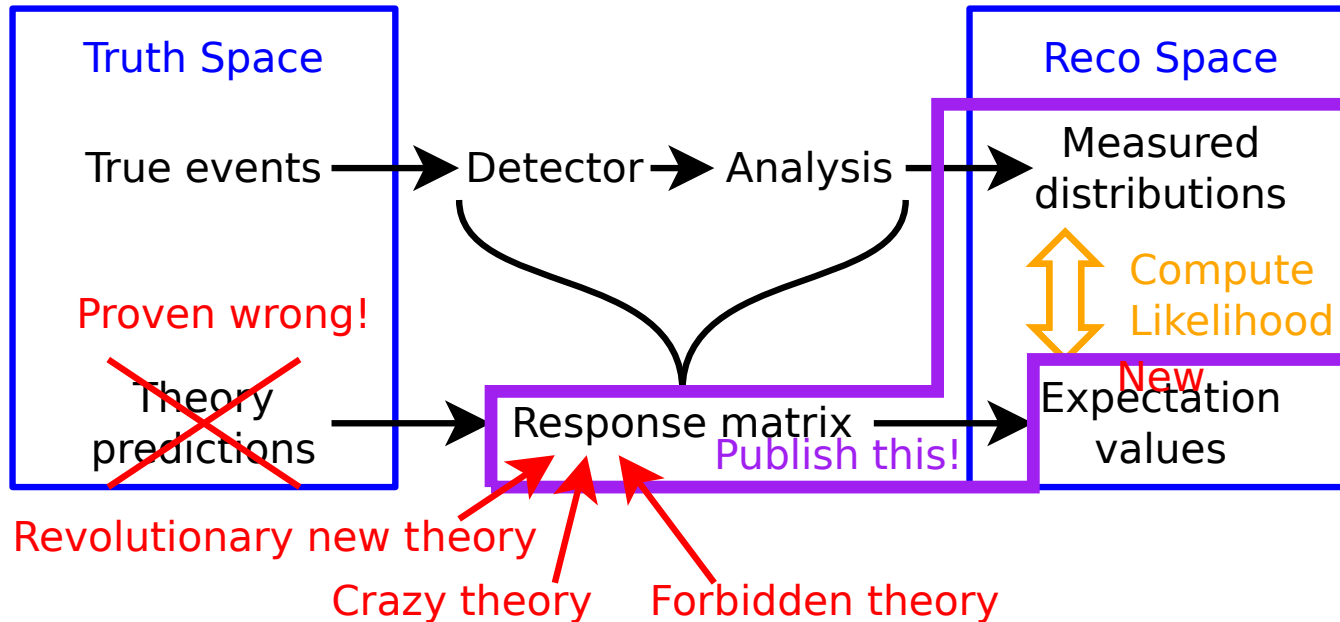 Truth Space
Reco Space
True events
Detector
Analysis
Measured
distributions
Compute
Likelihood
Proven wrong!
New
Theory
predictions
Response matrix
Publish this!
Expectation
values
Revolutionary new theory
Crazy theory
Forbidden theory